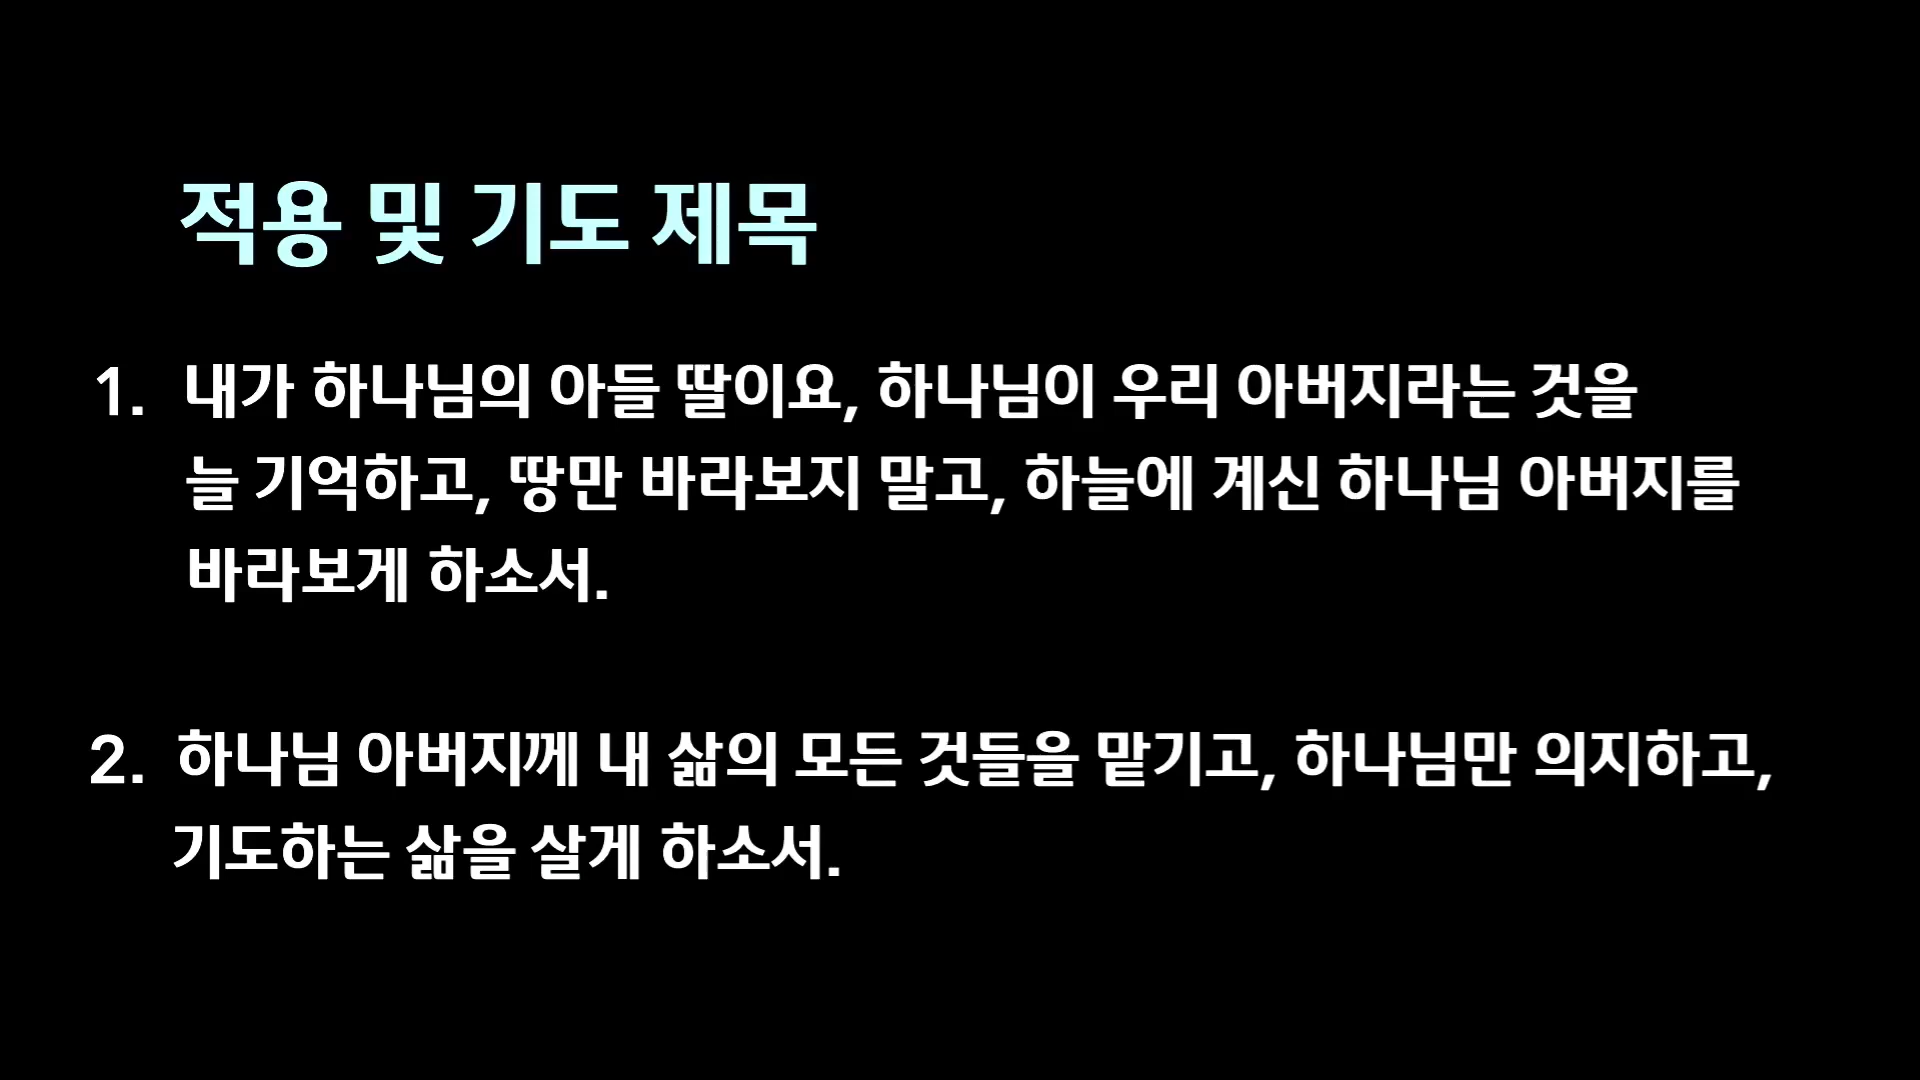 적용 및 기도 제목
1. 내가 하나님의 아들 딸이요, 하나님이 우리 아버지라는 것을
늘 기억하고, 땅만 바라보지 말고, 하늘에 계신 하나님 아버지를
바라보게 하소서.
2. 하나님 아버지께 내 삶의 모든 것들을 맡기고, 하나님만 의지하고,
기도하는 삶을 살게 하소서.